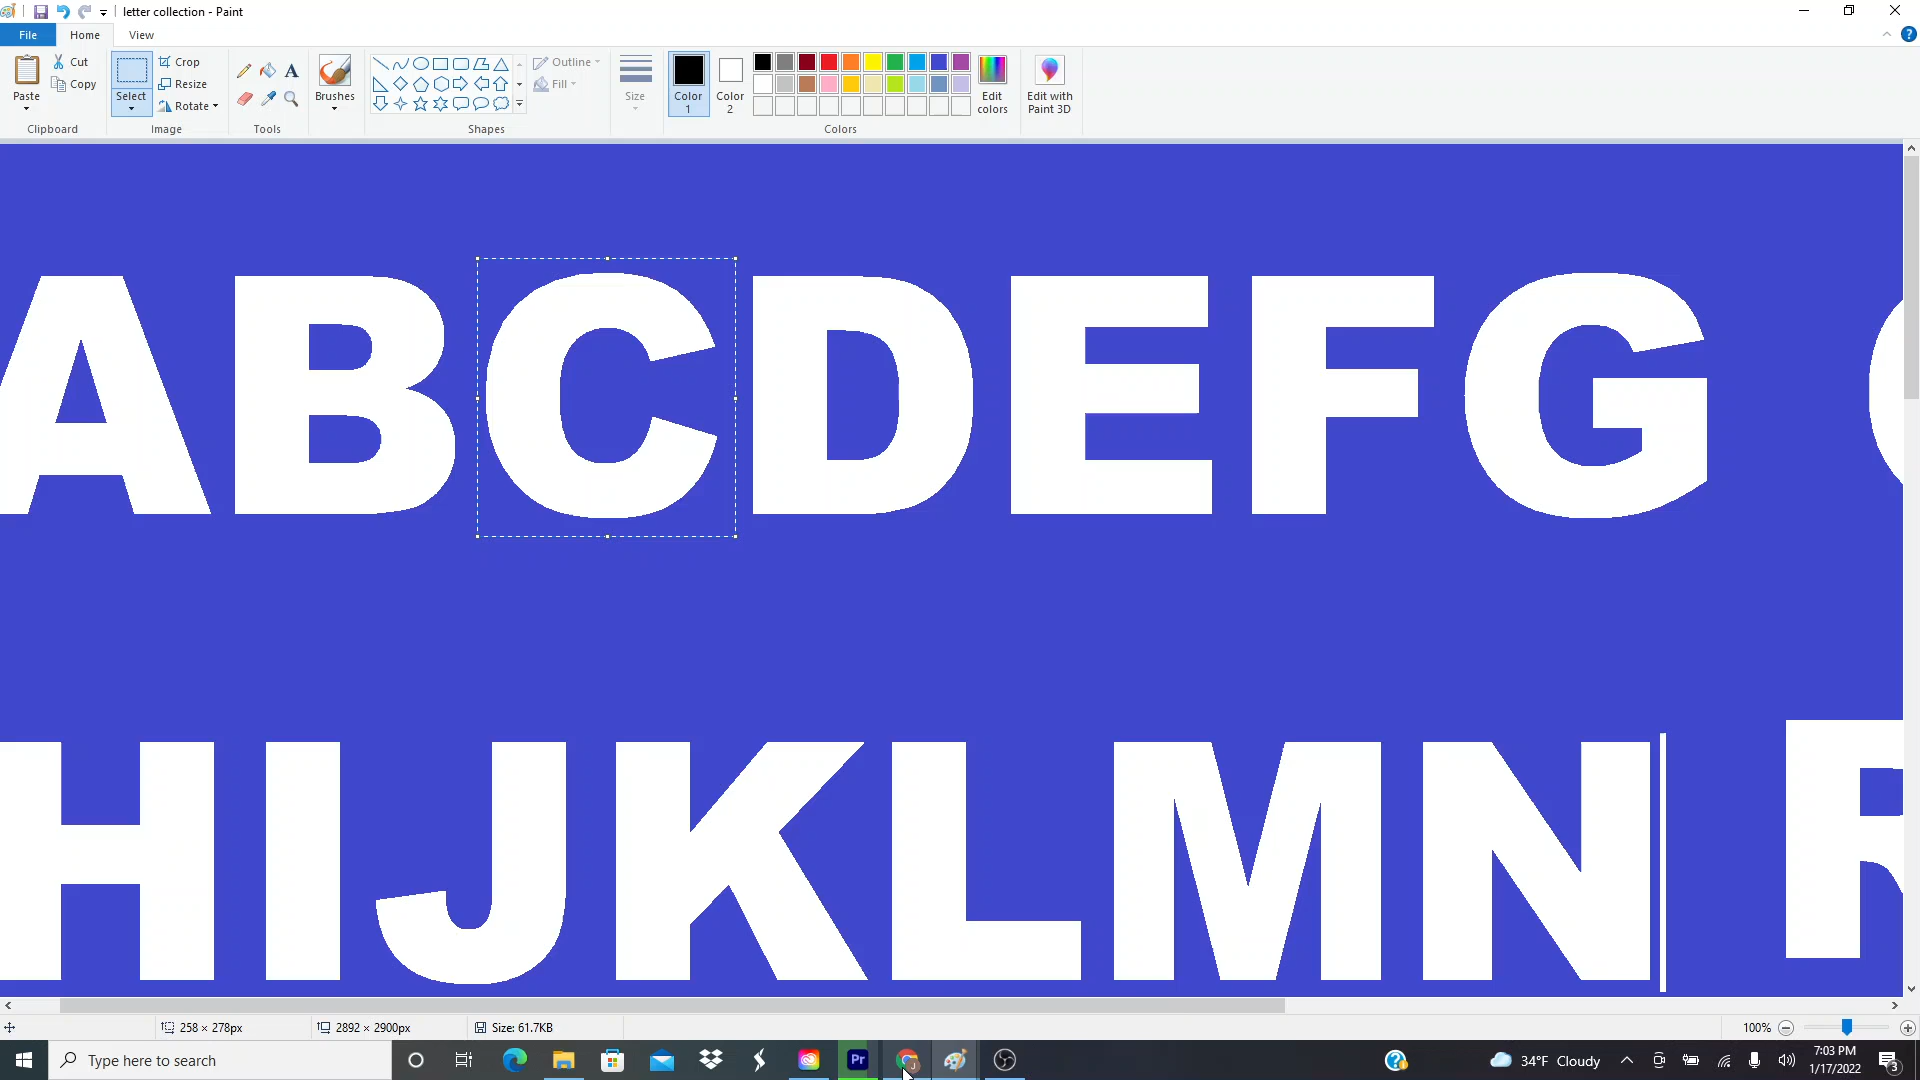 letter collection - Paint
File Home View
Paste
Cut
Copy
Clipboard
Select
Crop
Resize
Rotate
Image
A
Tools
Brushes
Outline
Fill
Shapes
Size
Color 1
Color 2
Colors
Edit colors
Edit with Paint 3D
ABCDEFG
HIJKLMN
258 × 278px
2892 × 2900px
Size: 61.7KB
100%
Type here to search
Pr
34°F Cloudy
7:03 PM
1/17/2022
3